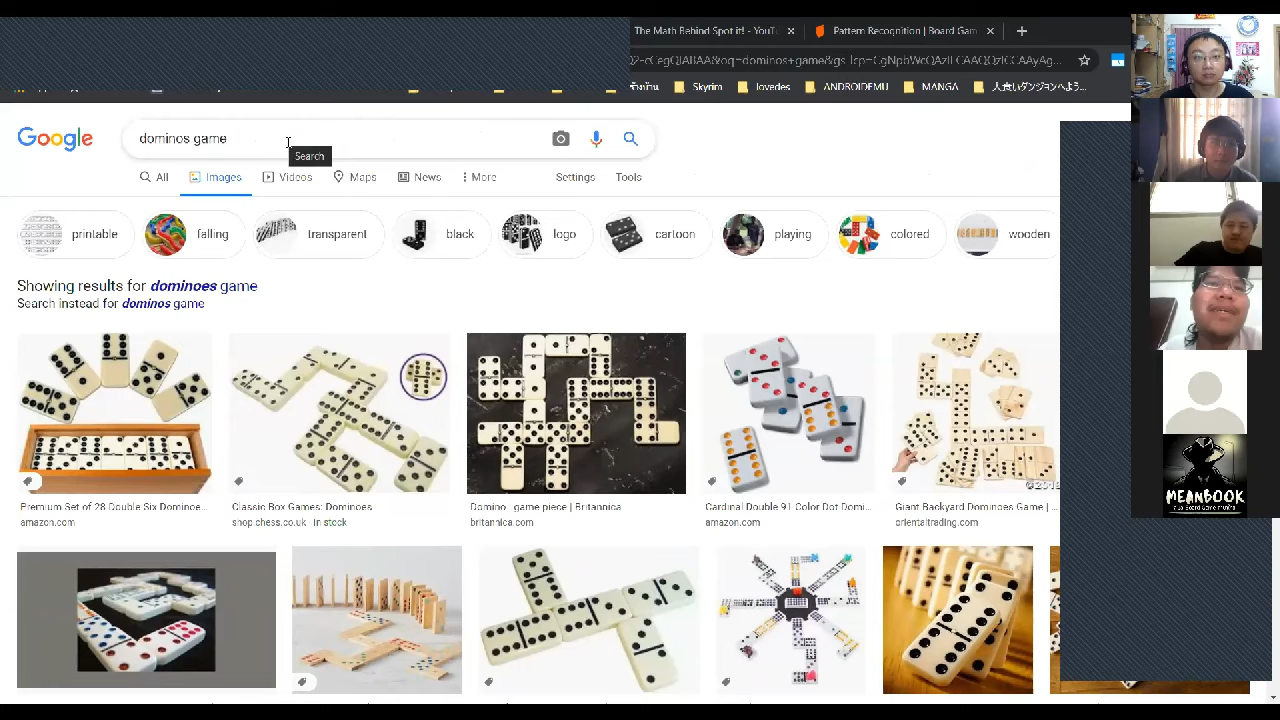 The Math Behind Spot it! - YouT
Pattern Recognition | Board Gam
Skyrim
lovedes
ANDROIDEMU
MANGA
人食いダンジョンへよう...
Google
dominos game
Search
All
Images
Videos
Maps
News
More
Settings
Tools
printable
falling
transparent
black
logo
cartoon
playing
colored
wooden
Showing results for dominoes game
Search instead for dominos game
Premium Set of 28 Double Six Dominoe...
amazon.com
Classic Box Games: Dominoes
shop.chess.co.uk · In stock
Domino - game piece | Britannica
britannica.com
Cardinal Double 91 Color Dot Domi...
amazon.com
Giant Backyard Dominoes Game | ...
orientaltrading.com
MEANBOOK